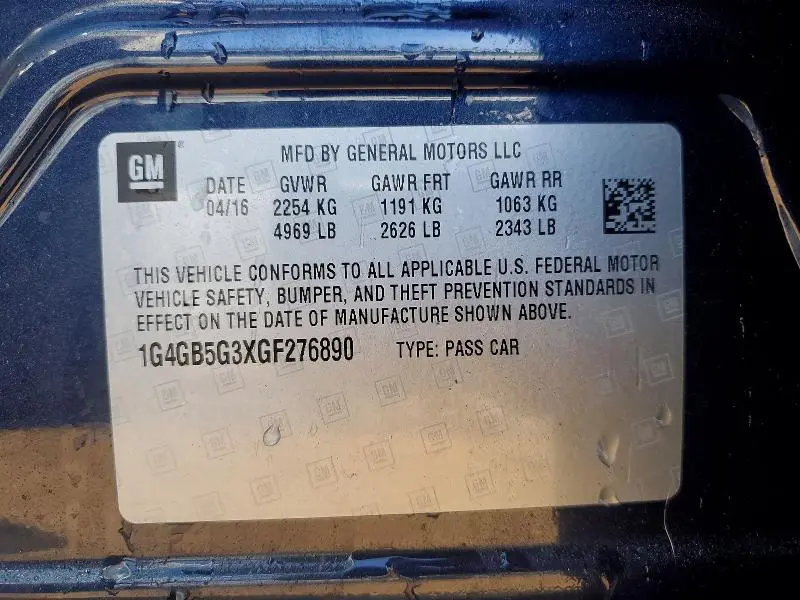 GM
MFD BY GENERAL MOTORS LLC
DATE GVWR GAWR FRT GAWR RR
04/16 2254 KG 1191 KG 1063 KG
4969 LB 2626 LB 2343 LB
THIS VEHICLE CONFORMS TO ALL APPLICABLE U.S. FEDERAL MOTOR
VEHICLE SAFETY, BUMPER, AND THEFT PREVENTION STANDARDS IN
EFFECT ON THE DATE OF MANUFACTURE SHOWN ABOVE.
1G4GB5G3XGF276890 TYPE: PASS CAR